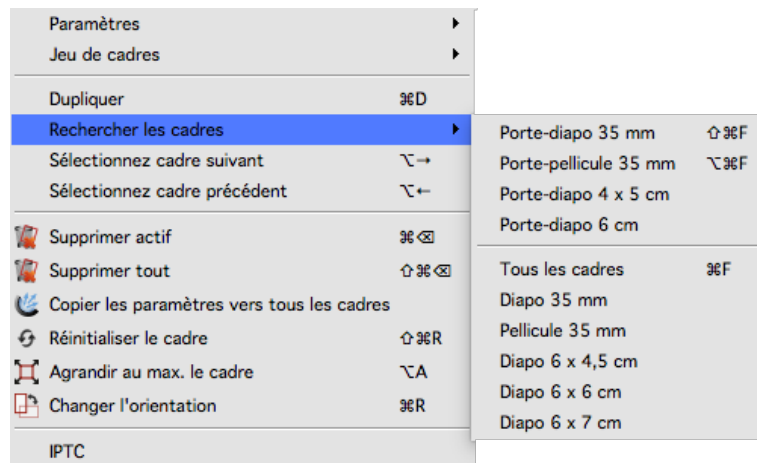 Paramètres
Jeu de cadres
Dupliquer ⌘D
Rechercher les cadres
Sélectionnez cadre suivant ⌥→
Sélectionnez cadre précédent ⌥←
Supprimer actif ⌘⌫
Supprimer tout ⇧⌘⌫
Copier les paramètres vers tous les cadres
Réinitialiser le cadre ⇧⌘R
Agrandir au max. le cadre ⌥A
Changer l'orientation ⌘R
IPTC
Porte-diapo 35 mm ⇧⌘F
Porte-pellicule 35 mm ⌥⌘F
Porte-diapo 4 x 5 cm
Porte-diapo 6 cm
Tous les cadres ⌘F
Diapo 35 mm
Pellicule 35 mm
Diapo 6 x 4,5 cm
Diapo 6 x 6 cm
Diapo 6 x 7 cm